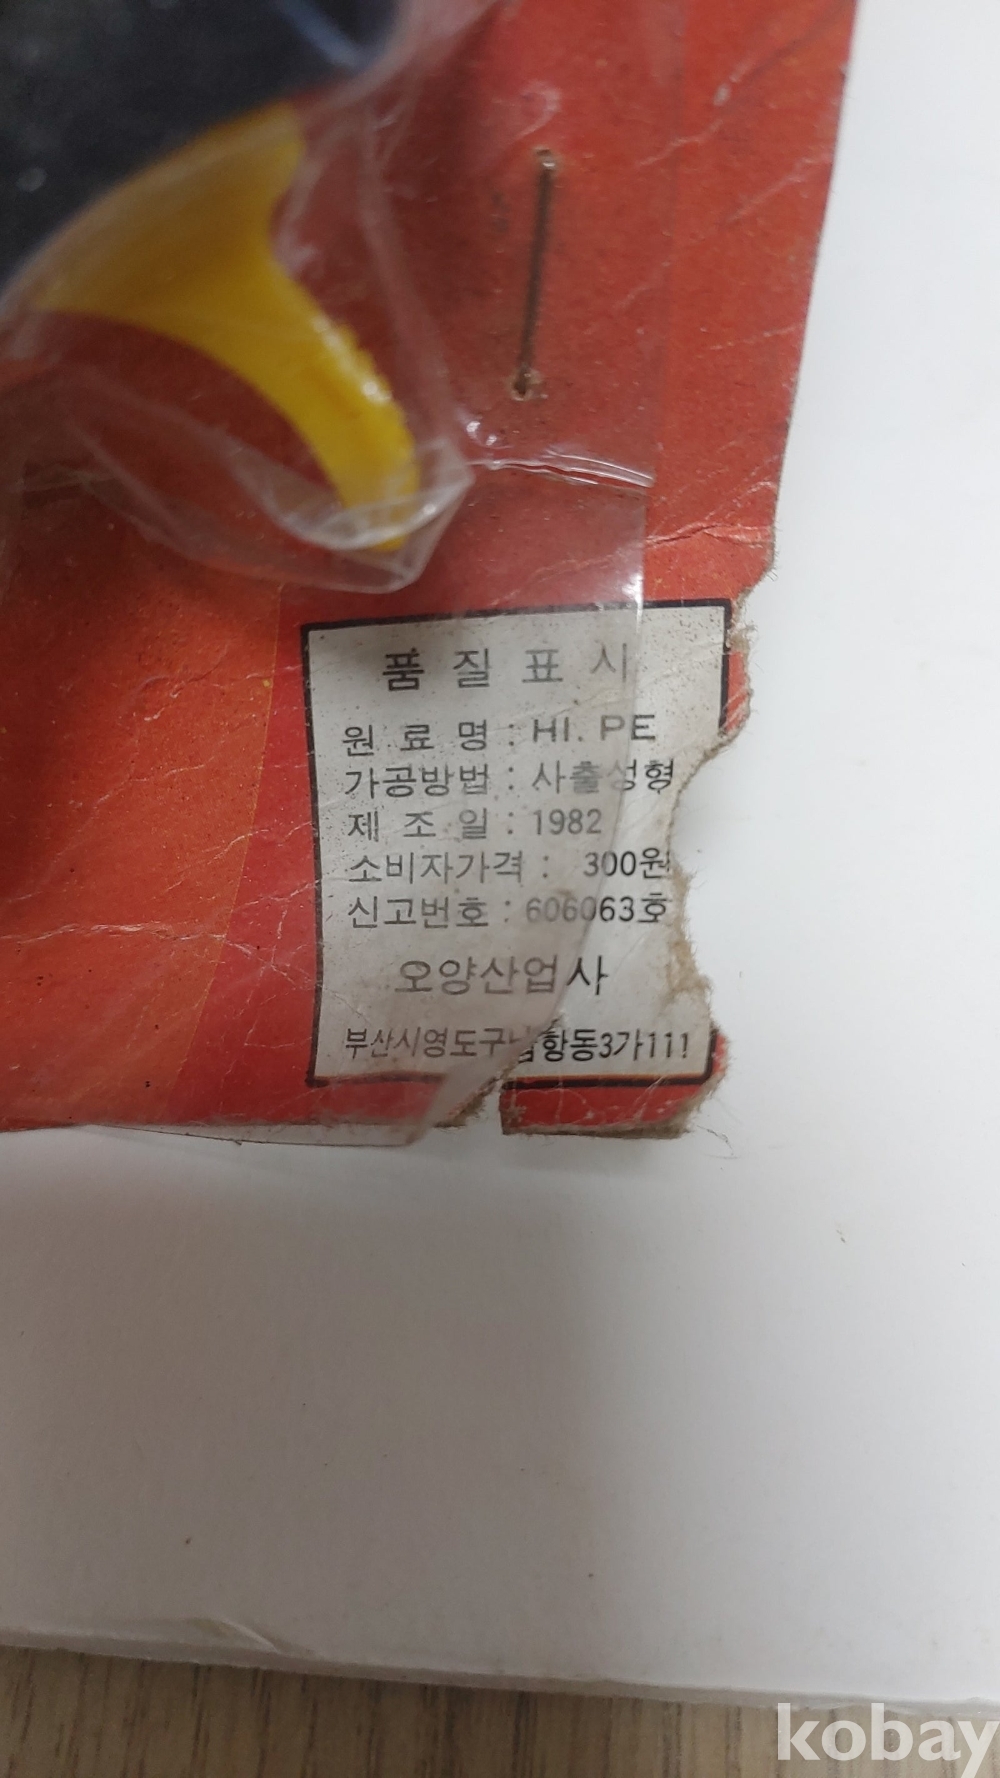 품 질 표 시
원 료 명 : HI. PE
가공방법 : 사출성형
제 조 일 : 1982
소비자가격 : 300원
신고번호 : 606063호
오양산업사
부산시영도구남항동3가111
kobay